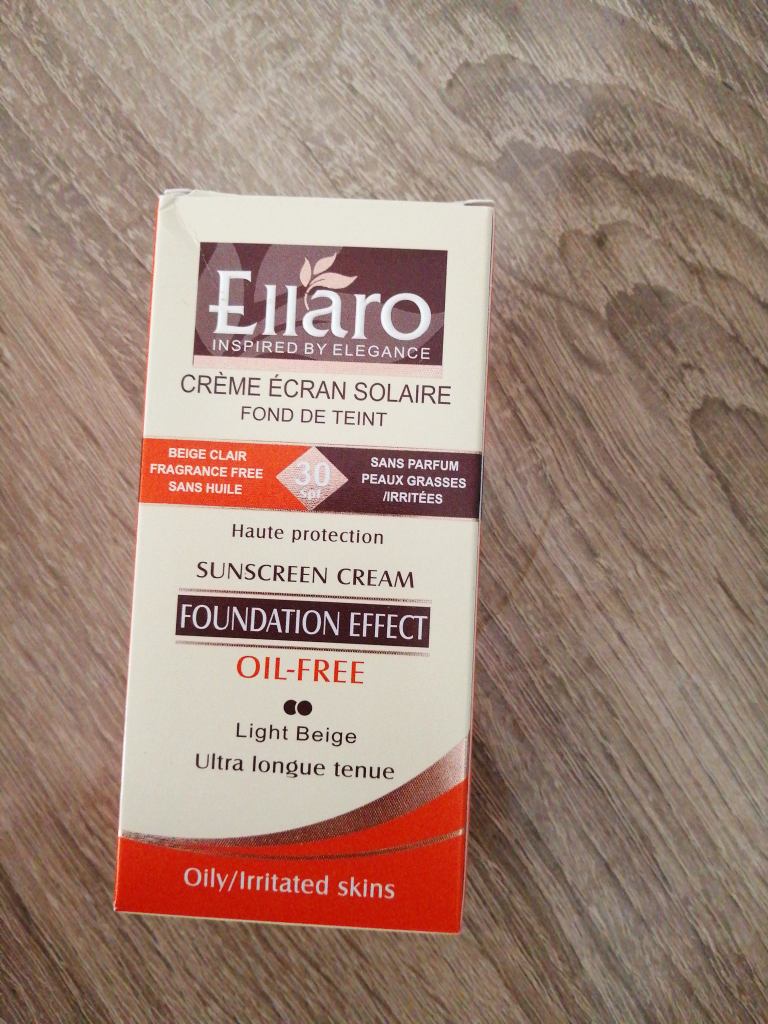 Ellaro
INSPIRED BY ELEGANCE
CRÈME ÉCRAN SOLAIRE
FOND DE TEINT
BEIGE CLAIR
FRAGRANCE FREE
SANS HUILE
30
Spf
SANS PARFUM
PEAUX GRASSES
/IRRITÉES
Haute protection
SUNSCREEN CREAM
FOUNDATION EFFECT
OIL-FREE
Light Beige
Ultra longue tenue
Oily/Irritated skins